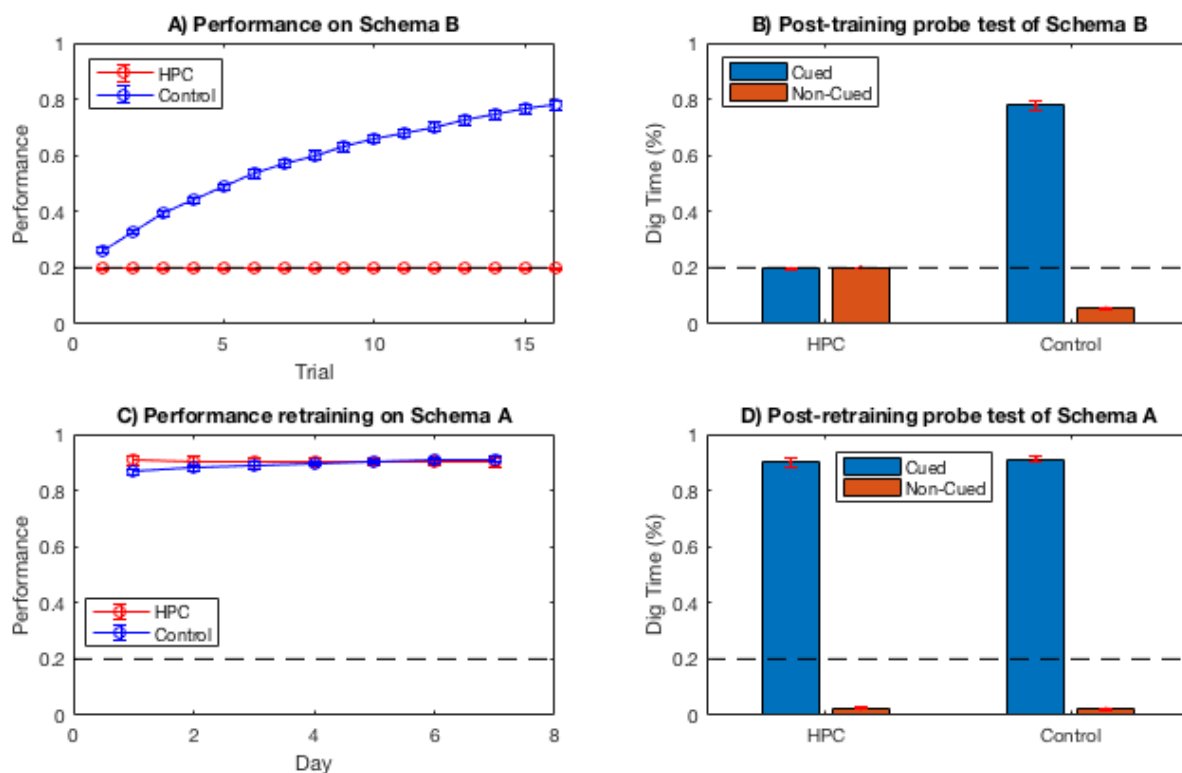 A) Performance on Schema B
1
0.8
0.6
0.4
0.2
0
Performance
HPC
Control
0
5
10
15
Trial
B) Post-training probe test of Schema B
1
0.8
0.6
0.4
0.2
0
Dig Time (%)
Cued
Non-Cued
HPC
Control
C) Performance retraining on Schema A
1
0.8
0.6
0.4
0.2
0
Performance
HPC
Control
0
2
4
6
8
Day
D) Post-retraining probe test of Schema A
1
0.8
0.6
0.4
0.2
0
Dig Time (%)
Cued
Non-Cued
HPC
Control